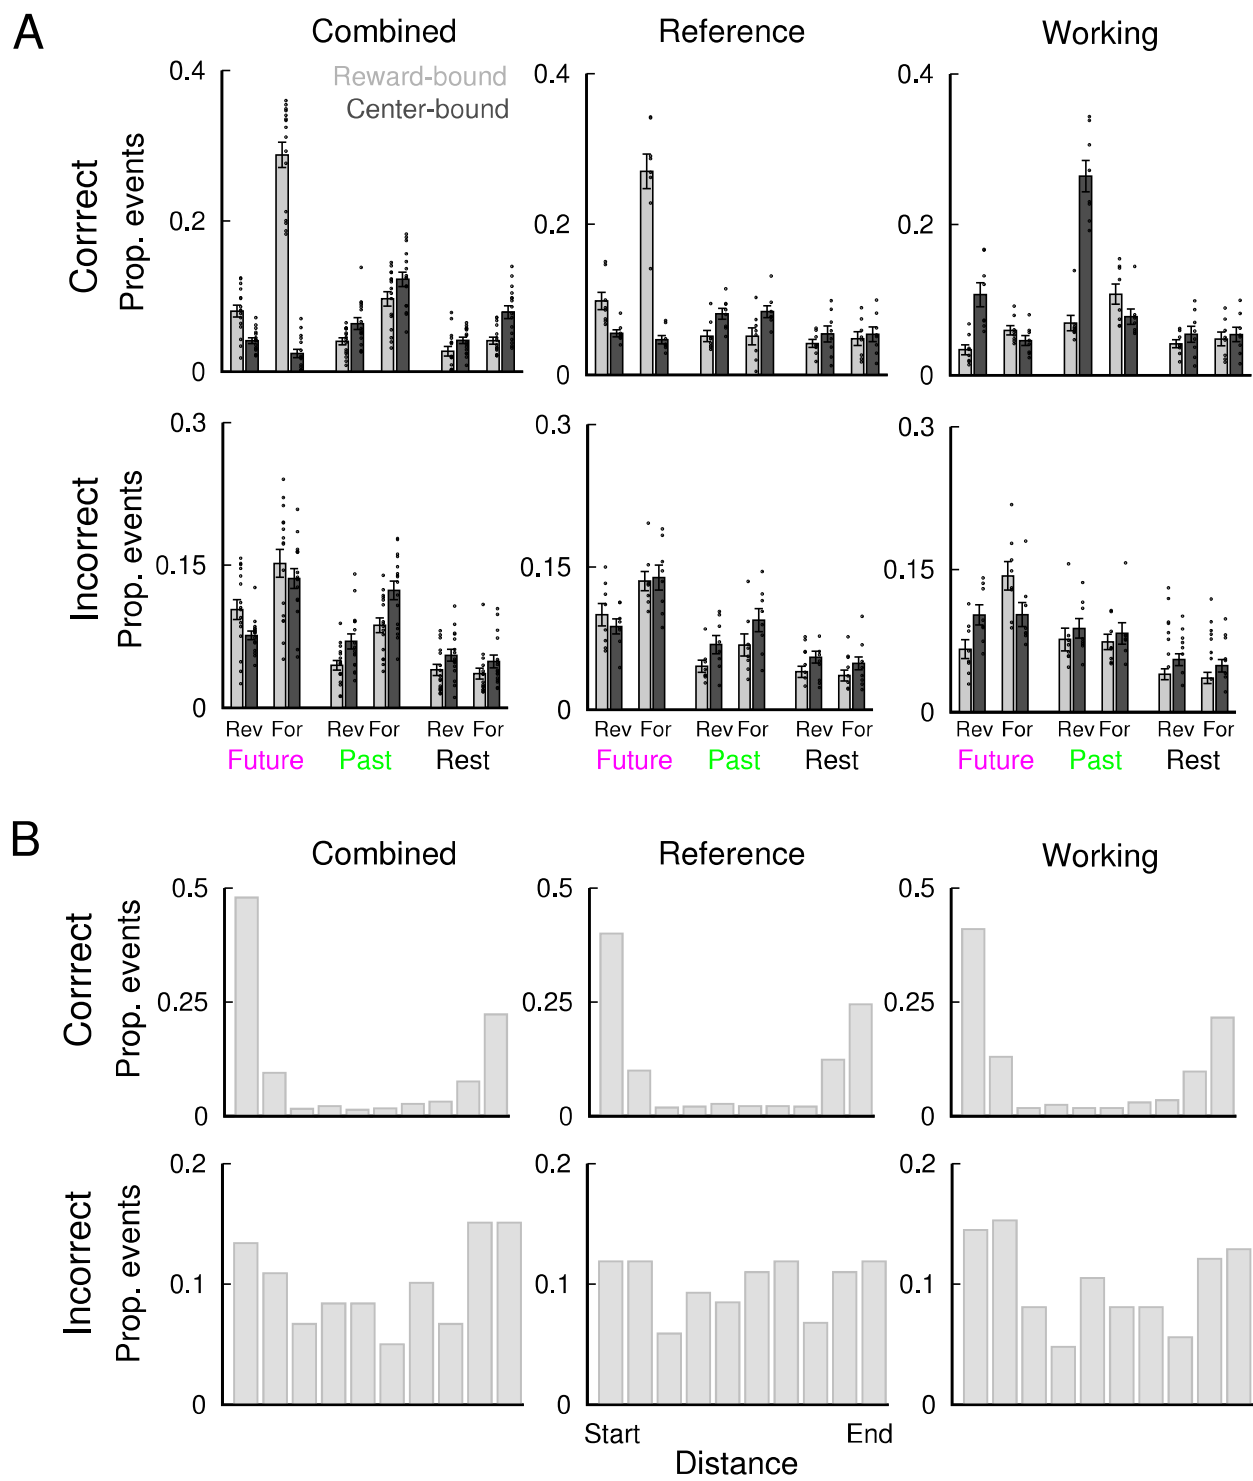 A
Combined
Reference
Working
Reward-bound
Center-bound
Corrrect
Prop. events
0.4
0.2
0
0.4
0.2
0
0.4
0.2
0
Incorrect
Prop. events
0.3
0.15
0
0.3
0.15
0
0.3
0.15
0
Rev For Rev For Rev For
Future Past Rest
Rev For Rev For Rev For
Future Past Rest
Rev For Rev For Rev For
Future Past Rest
B
Combined
Reference
Working
Corrrect
Prop. events
0.5
0.25
0
0.5
0.25
0
0.5
0.25
0
Incorrect
Prop. events
0.2
0.1
0
0.2
0.1
0
0.2
0.1
0
Start End
Distance